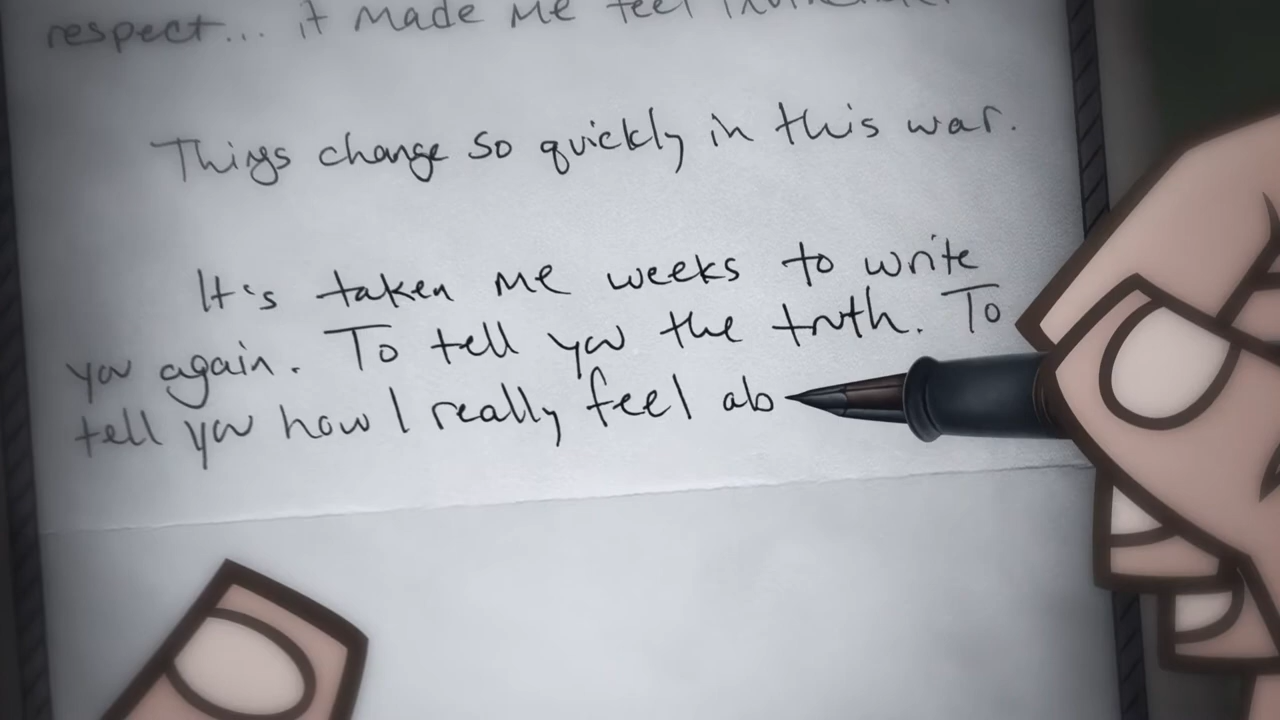 respect... it made me feel
Things change so quickly in this war.
It's taken me weeks to write
you again. To tell you the truth. To
tell you how I really feel ab